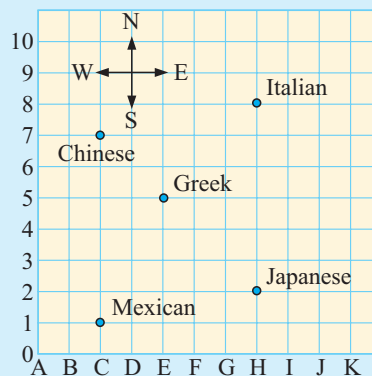 N
10
9
W E
8
Italian
S
7
Chinese
6
Greek
5
4
3
Japanese
2
Mexican
1
0
A B C D E F G H I J K